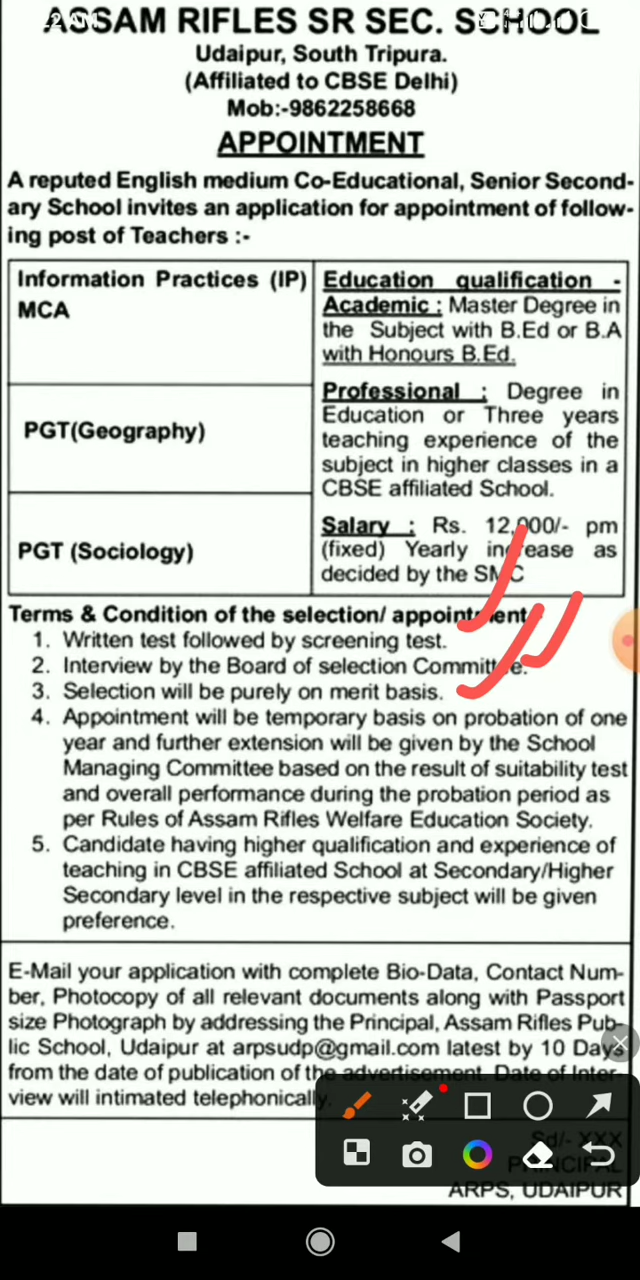 ASSAM RIFLES SR SEC. SCHOOL
Udaipur, South Tripura.
(Affiliated to CBSE Delhi)
Mob:-9862258668
APPOINTMENT
A reputed English medium Co-Educational, Senior Second-
ary School invites an application for appointment of follow-
ing post of Teachers :-
Information Practices (IP)
MCA
Education qualification -
Academic : Master Degree in
the Subject with B.Ed or B.A
with Honours B.Ed.
PGT(Geography)
Professional : Degree in
Education or Three years
teaching experience of the
subject in higher classes in a
CBSE affiliated School.
PGT (Sociology)
Salary : Rs. 12,000/- pm
(fixed) Yearly increase as
decided by the SMC
Terms & Condition of the selection/ appointment
1. Written test followed by screening test.
2. Interview by the Board of selection Committee.
3. Selection will be purely on merit basis.
4. Appointment will be temporary basis on probation of one
year and further extension will be given by the School
Managing Committee based on the result of suitability test
and overall performance during the probation period as
per Rules of Assam Rifles Welfare Education Society.
5. Candidate having higher qualification and experience of
teaching in CBSE affiliated School at Secondary/Higher
Secondary level in the respective subject will be given
preference.
E-Mail your application with complete Bio-Data, Contact Num-
ber, Photocopy of all relevant documents along with Passport
size Photograph by addressing the Principal, Assam Rifles Pub-
lic School, Udaipur at arpsudp@gmail.com latest by 10 Days
from the date of publication of the advertisement. Date of Inter-
view will intimated telephonically.
Sd/- XXX
PRINCIPAL
ARPS, UDAIPUR